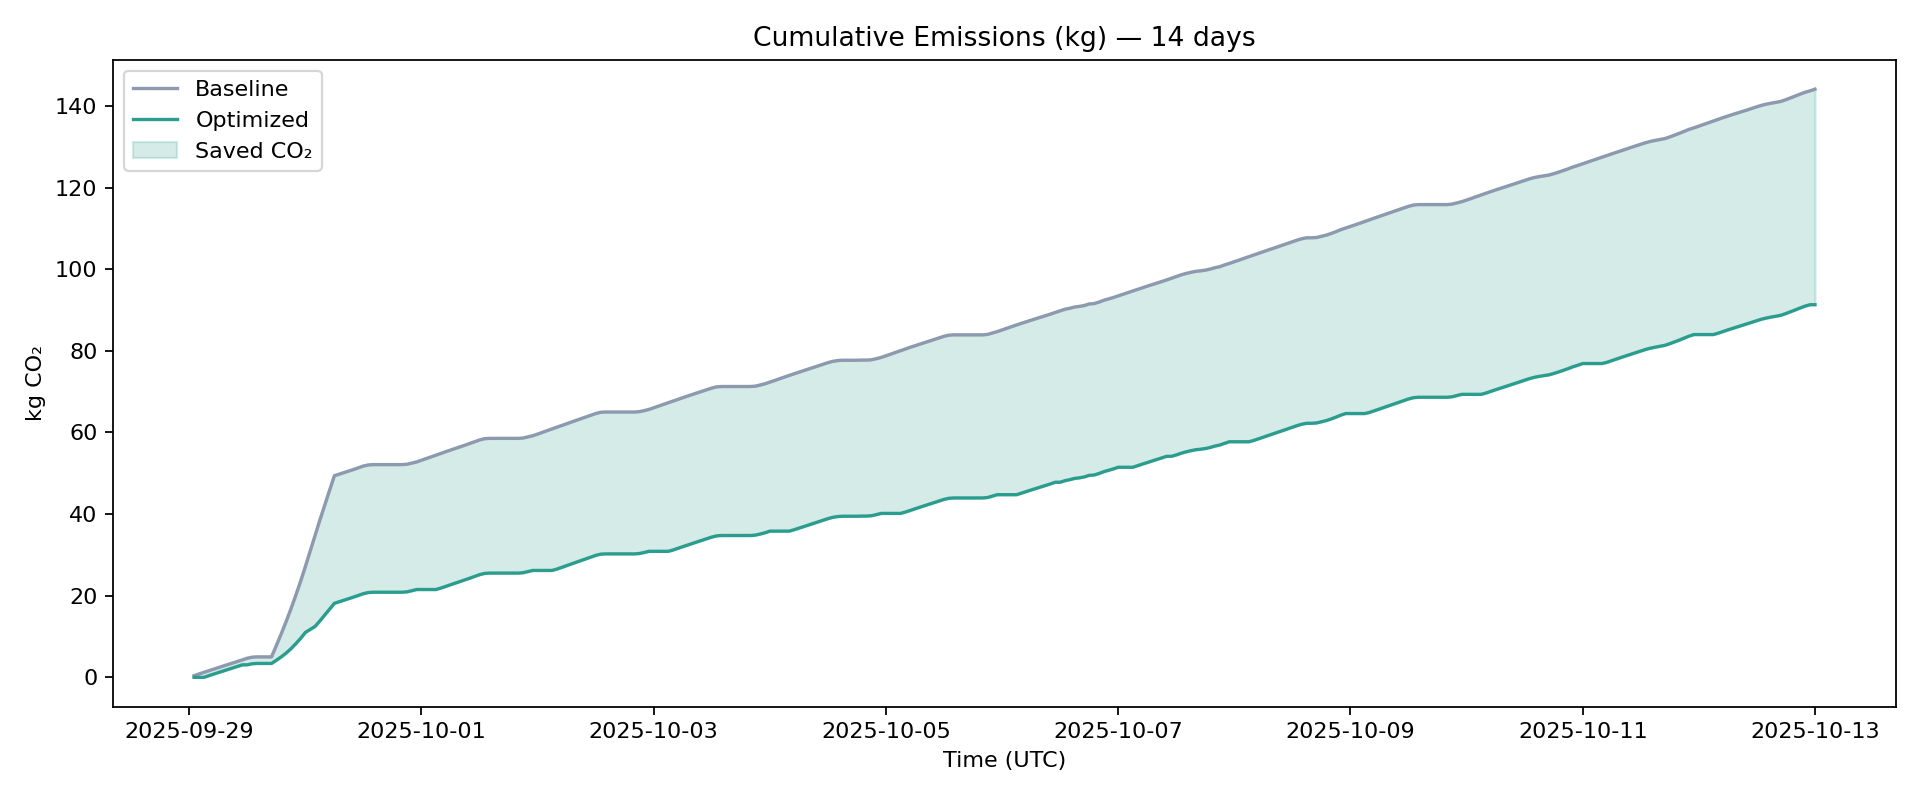 Cumulative Emissions (kg) — 14 days
Baseline
Optimized
Saved CO₂
140
120
100
80
60
40
20
0
kg CO₂
2025-09-29 2025-10-01 2025-10-03 2025-10-05 2025-10-07 2025-10-09 2025-10-11 2025-10-13
Time (UTC)